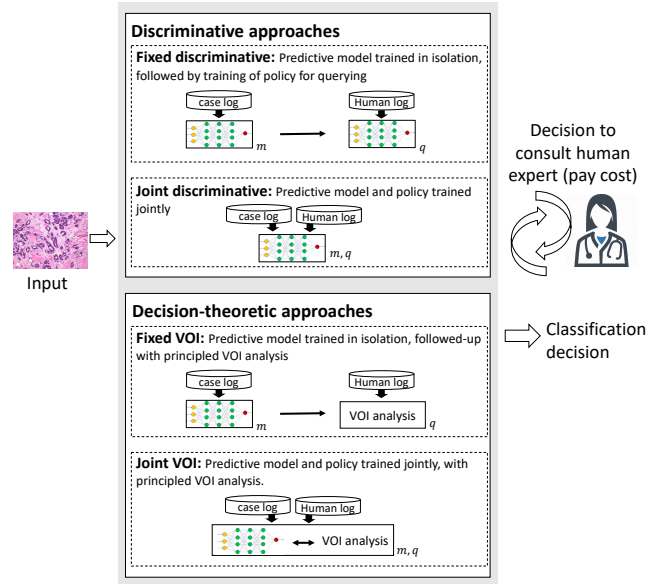 Discriminative approaches
Fixed discriminative: Predictive model trained in isolation,
followed by training of policy for querying
case log
Human log
m
q
Joint discriminative: Predictive model and policy trained
jointly
case log
Human log
m, q
Input
Decision to
consult human
expert (pay cost)
Decision-theoretic approaches
Fixed VOI: Predictive model trained in isolation, followed-up
with principled VOI analysis
case log
Human log
VOI analysis
m
q
Joint VOI: Predictive model and policy trained jointly, with
principled VOI analysis.
case log
Human log
VOI analysis
m, q
Classification
decision